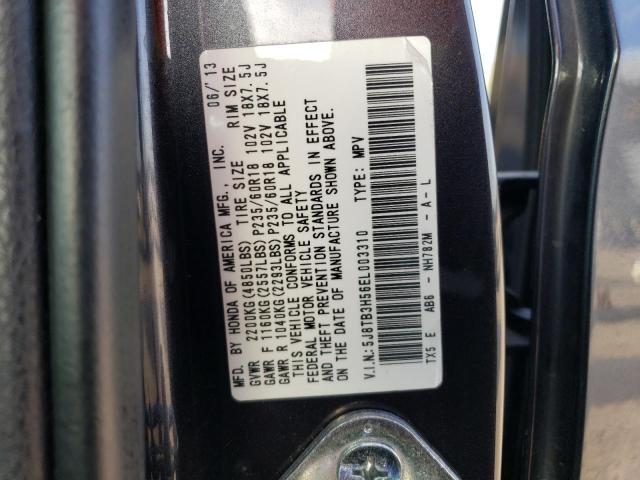 MFD. BY HONDA OF AMERICA MFG., INC. 06/'13
GVWR 2200KG(4850LBS) TIRE SIZE RIM SIZE
GAWR F 1160KG(2557LBS)P235/60R18 102V 18X7.5J
GAWR R 1040KG(2293LBS)P235/60R18 102V 18X7.5J
THIS VEHICLE CONFORMS TO ALL APPLICABLE
FEDERAL MOTOR VEHICLE SAFETY
AND THEFT PREVENTION STANDARDS IN EFFECT
ON THE DATE OF MANUFACTURE SHOWN ABOVE.
V.I.N:5J8TB3H56EL003310 TYPE: MPV
TX5 E AB6 - NH782M - A - L